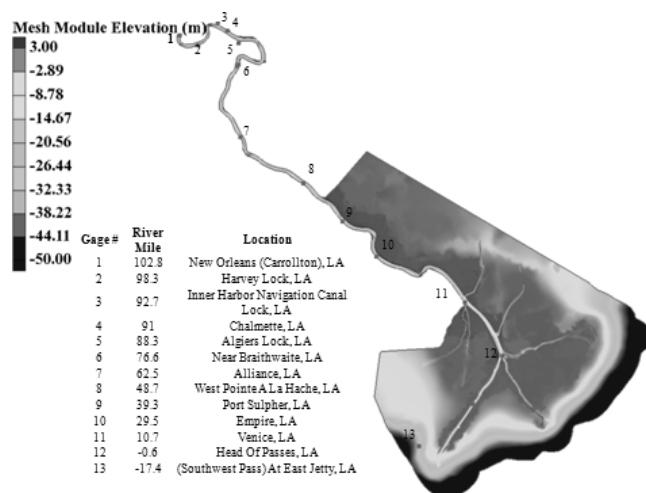 Mesh Module Elevation (m)
3.00
-2.89
-8.78
-14.67
-20.56
-26.44
-32.33
-38.22
-44.11
-50.00
1
2
3
4
5
6
7
8
9
10
11
12
13
Gage # River Mile Location
1 102.8 New Orleans (Carrollton), LA
2 98.3 Harvey Lock, LA
3 92.7 Inner Harbor Navigation Canal Lock, LA
4 91 Chalmette, LA
5 88.3 Algiers Lock, LA
6 76.6 Near Braithwaite, LA
7 62.5 Alliance, LA
8 48.7 West Pointe A La Hache, LA
9 39.3 Port Sulpher, LA
10 29.5 Empire, LA
11 10.7 Venice, LA
12 -0.6 Head Of Passes, LA
13 -17.4 (Southwest Pass) At East Jetty, LA